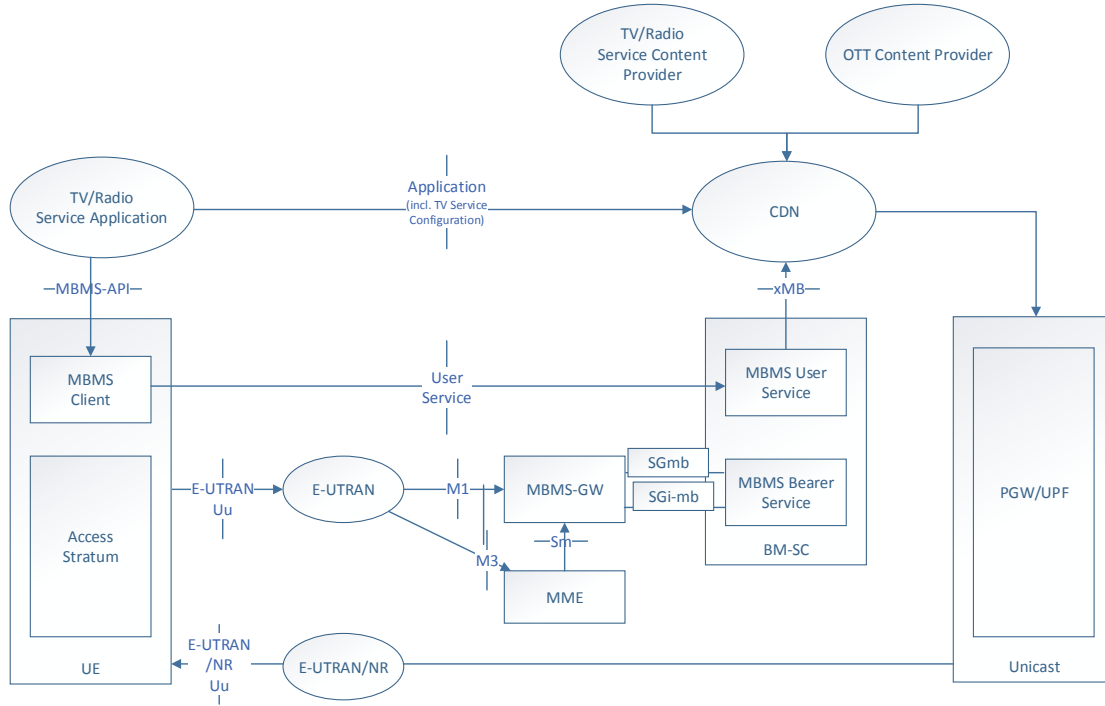 TV/Radio
Service Content
Provider
OTT Content Provider
TV/Radio
Service Application
Application
(incl. TV Service
Configuration)
CDN
MBMS-API
xMB
MBMS
Client
User
Service
MBMS User
Service
SGmb
E-UTRAN
Uu
E-UTRAN
M1
MBMS-GW
SGi-mb
MBMS Bearer
Service
PGW/UPF
Access
Stratum
Sm
BM-SC
M3
MME
E-UTRAN
/NR
Uu
E-UTRAN/NR
UE
Unicast